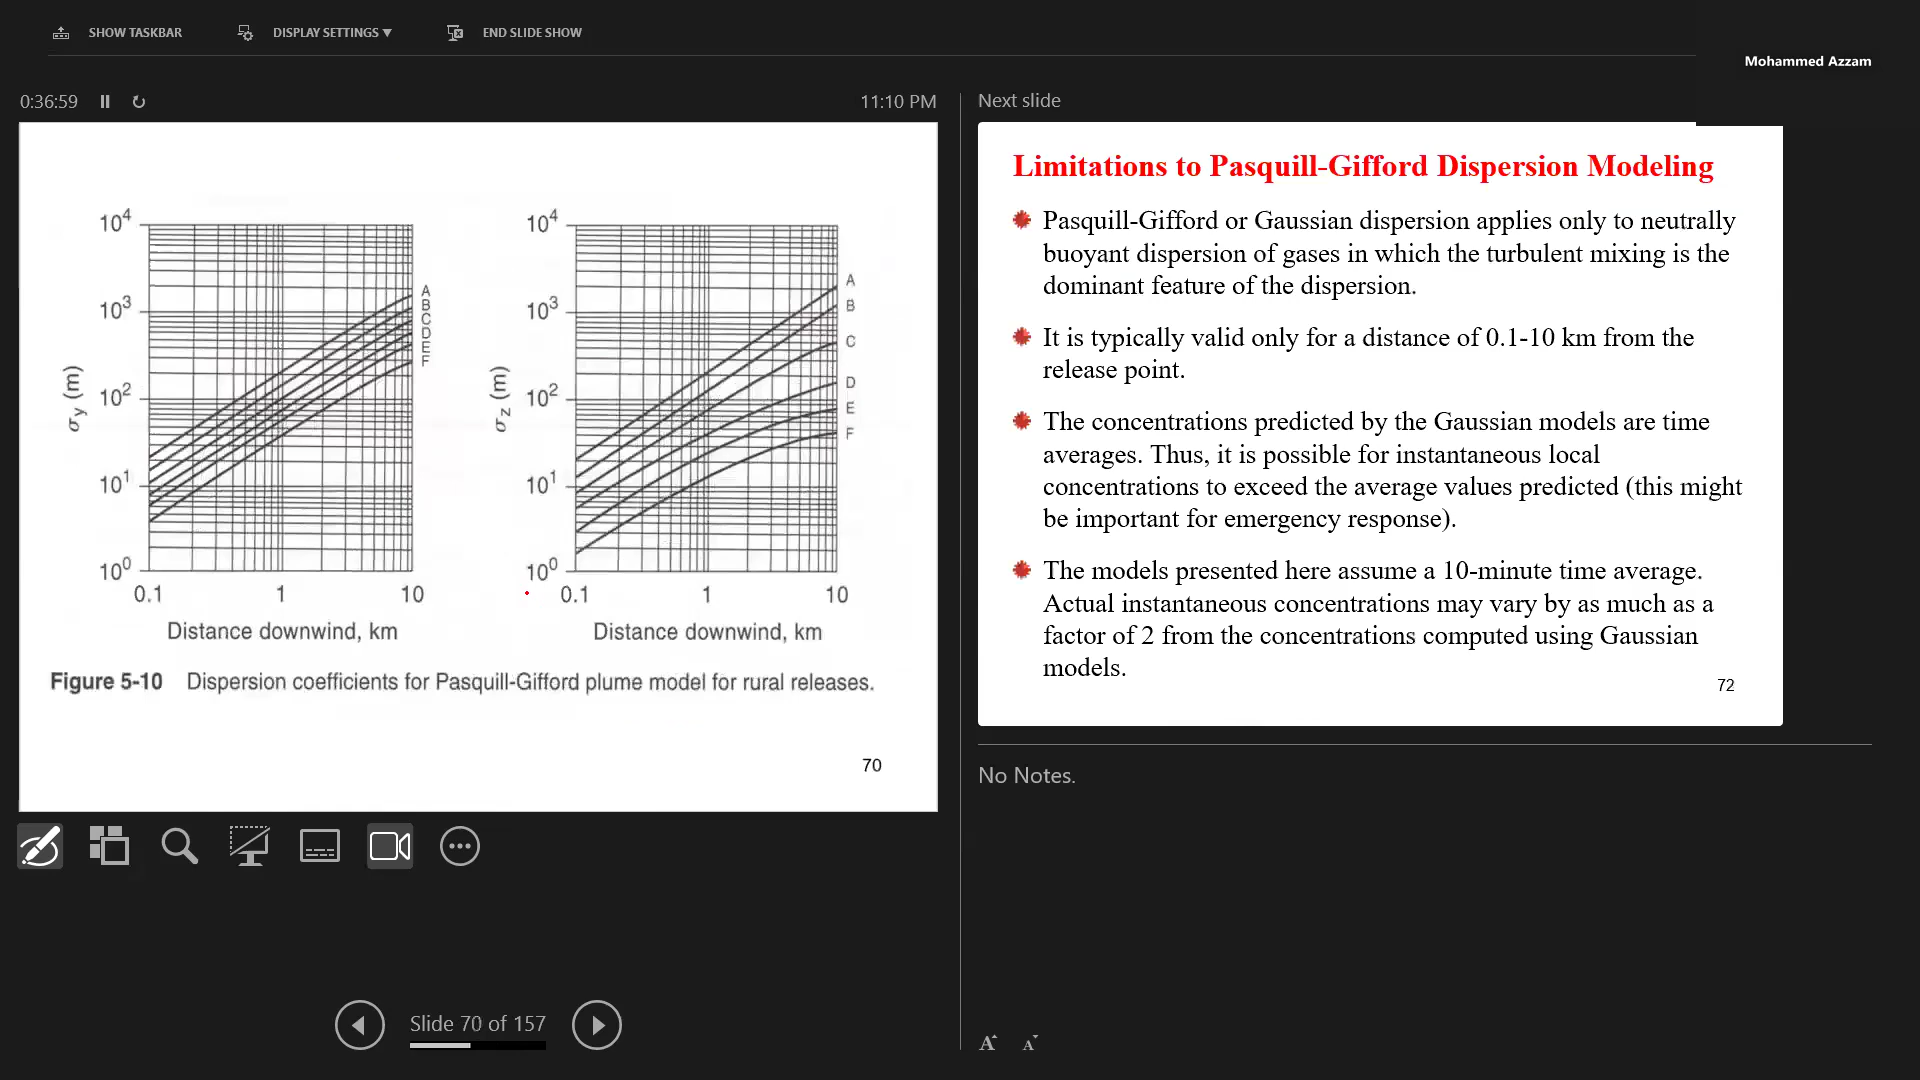 SHOW TASKBAR
DISPLAY SETTINGS ▼
END SLIDE SHOW
Mohammed Azzam
0:36:59
11:10 PM
10⁴
10³
10²
10¹
10⁰
σy (m)
A
B
C
D
E
F
0.1
1
10
Distance downwind, km
10⁴
10³
10²
10¹
10⁰
σz (m)
A
B
C
D
E
F
0.1
1
10
Distance downwind, km
Figure 5-10 Dispersion coefficients for Pasquill-Gifford plume model for rural releases.
70
Slide 70 of 157
Next slide
Limitations to Pasquill-Gifford Dispersion Modeling
Pasquill-Gifford or Gaussian dispersion applies only to neutrally
buoyant dispersion of gases in which the turbulent mixing is the
dominant feature of the dispersion.
It is typically valid only for a distance of 0.1-10 km from the
release point.
The concentrations predicted by the Gaussian models are time
averages. Thus, it is possible for instantaneous local
concentrations to exceed the average values predicted (this might
be important for emergency response).
The models presented here assume a 10-minute time average.
Actual instantaneous concentrations may vary by as much as a
factor of 2 from the concentrations computed using Gaussian
models.
72
No Notes.
A A